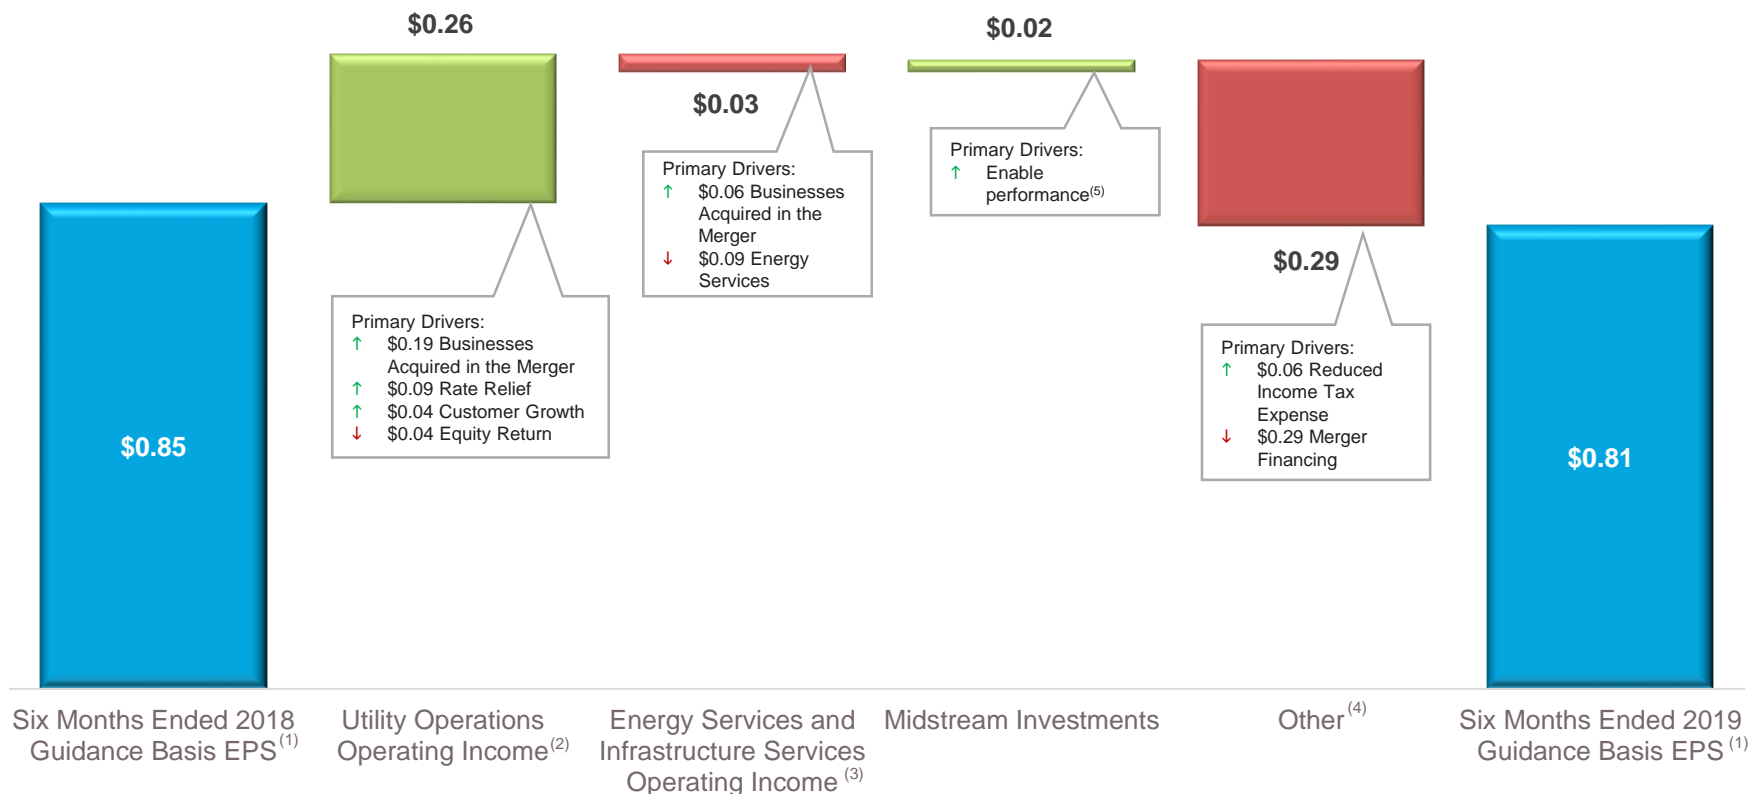 $0.26
$0.02
$0.03
Primary Drivers:
↑ Enable
performance(5)
Primary Drivers:
↑ $0.06 Businesses
Acquired in the
Merger
↓ $0.09 Energy
Services
$0.29
Primary Drivers:
↑ $0.19 Businesses
Acquired in the Merger
↑ $0.09 Rate Relief
↑ $0.04 Customer Growth
↓ $0.04 Equity Return
Primary Drivers:
↑ $0.06 Reduced
Income Tax
Expense
↓ $0.29 Merger
Financing
$0.85
$0.81
Six Months Ended 2018
Guidance Basis EPS(1)
Utility Operations
Operating Income(2)
Energy Services and
Infrastructure Services
Operating Income (3)
Midstream Investments
Other (4)
Six Months Ended 2019
Guidance Basis EPS (1)